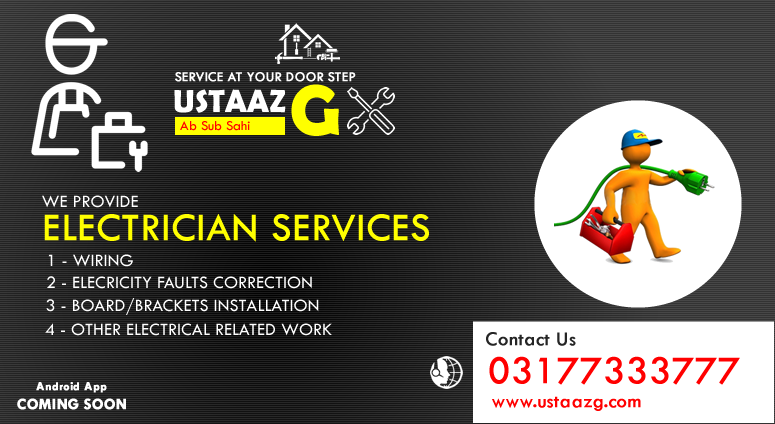 SERVICE AT YOUR DOOR STEP
USTAAZ G
Ab Sub Sahi
WE PROVIDE
ELECTRICIAN SERVICES
1 - WIRING
2 - ELECRICITY FAULTS CORRECTION
3 - BOARD/BRACKETS INSTALLATION
4 - OTHER ELECTRICAL RELATED WORK
Contact Us
03177333777
www.ustaazg.com
Android App
COMING SOON